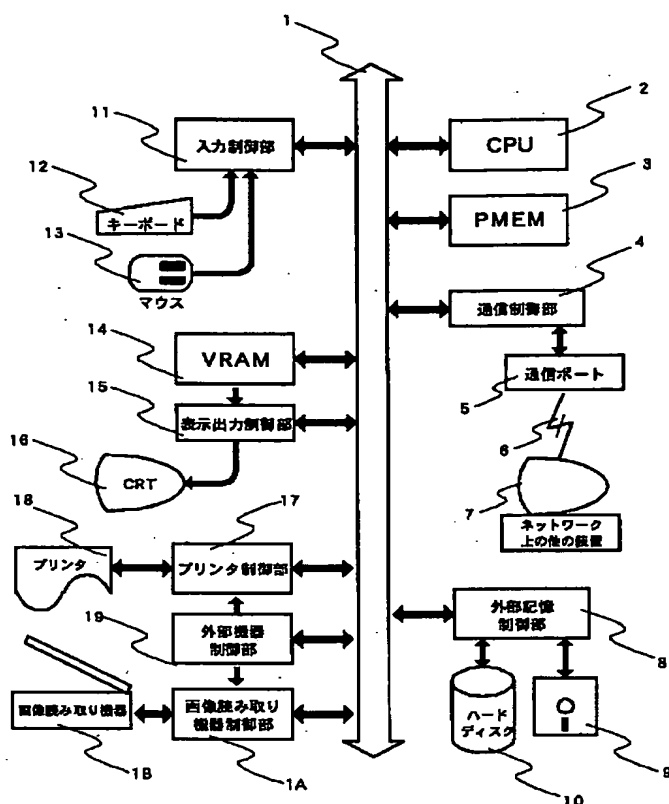 1
11
入力制御部
2
CPU
12
キーボード
3
PMEM
13
マウス
4
通信制御部
14
VRAM
5
通信ポート
15
表示出力制御部
6
16
CRT
7
ネットワーク
上の他の装置
17
18
プリンタ
プリンタ制御部
19
外部機器
制御部
外部記憶
制御部
8
画像読み取り機器
1B
画像読み取り
機器制御部
1A
ハード
ディスク
10
9